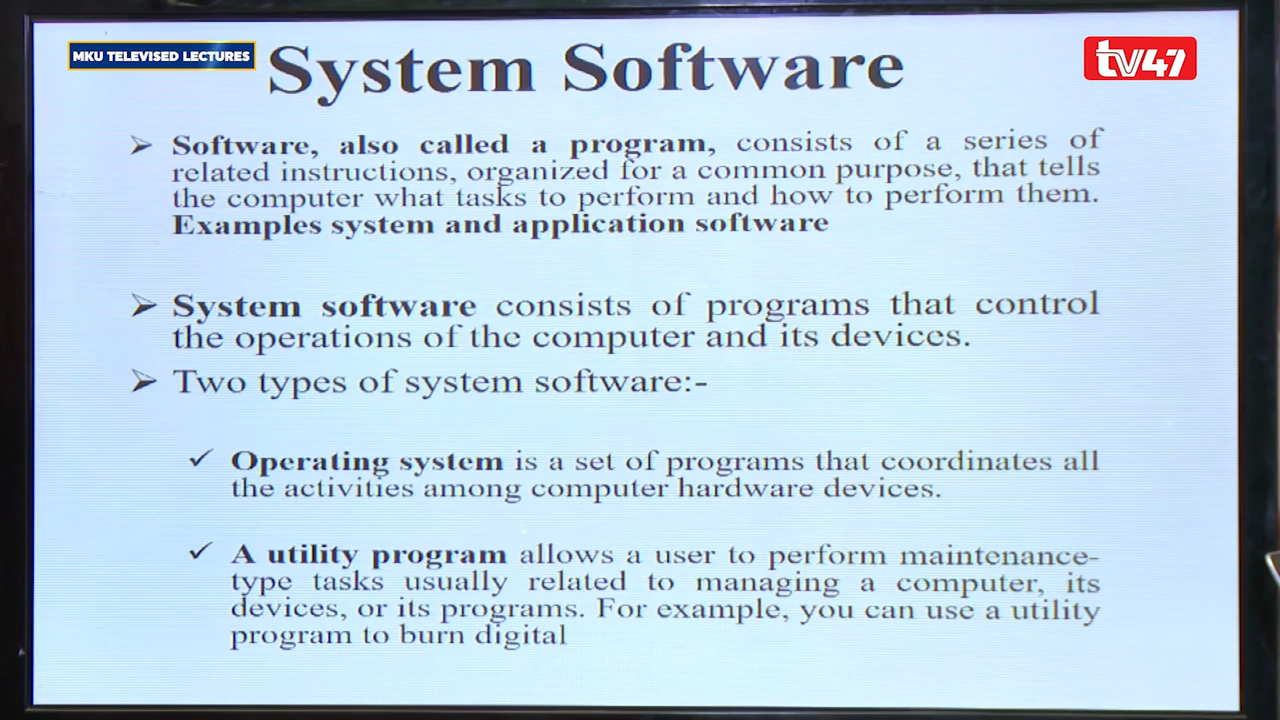 MKU TELEVISED LECTURES
tv47
System Software
Software, also called a program, consists of a series of
related instructions, organized for a common purpose, that tells
the computer what tasks to perform and how to perform them.
Examples system and application software
System software consists of programs that control
the operations of the computer and its devices.
Two types of system software:-
Operating system is a set of programs that coordinates all
the activities among computer hardware devices.
A utility program allows a user to perform maintenance-
type tasks usually related to managing a computer, its
devices, or its programs. For example, you can use a utility
program to burn digital